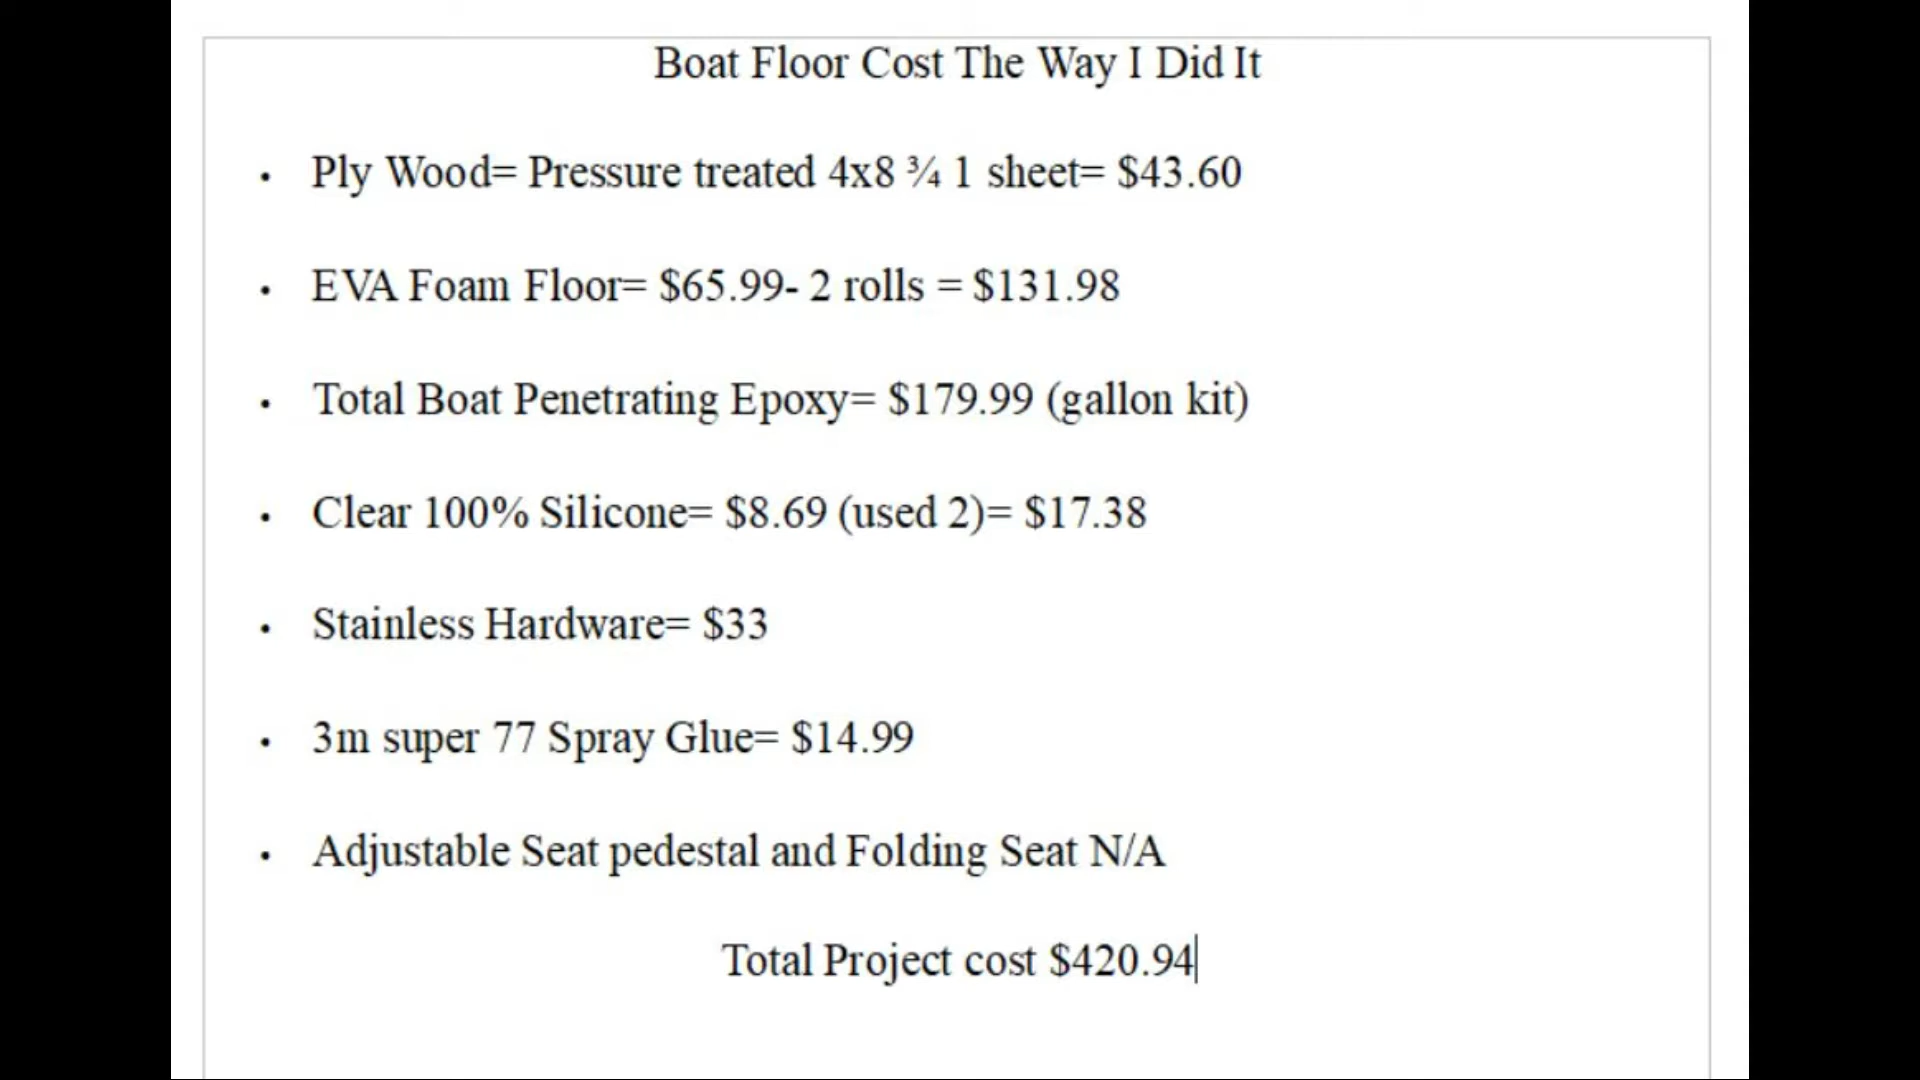 Boat Floor Cost The Way I Did It
• Ply Wood= Pressure treated 4x8 ¾ 1 sheet= $43.60
• EVA Foam Floor= $65.99- 2 rolls = $131.98
• Total Boat Penetrating Epoxy= $179.99 (gallon kit)
• Clear 100% Silicone= $8.69 (used 2)= $17.38
• Stainless Hardware= $33
• 3m super 77 Spray Glue= $14.99
• Adjustable Seat pedestal and Folding Seat N/A
Total Project cost $420.94